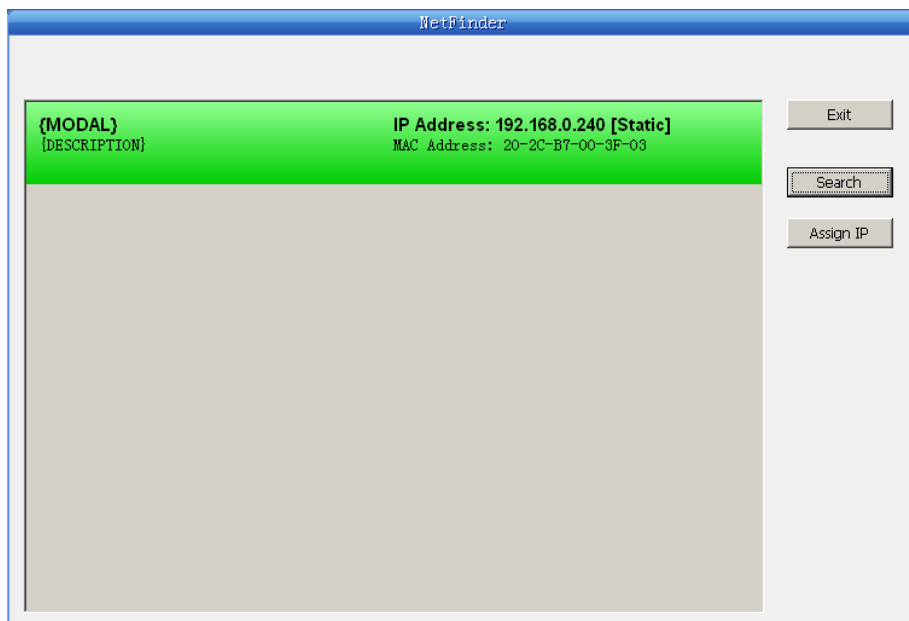 NetFinder
{MODAL}
IP Address: 192.168.0.240 [Static]
{DESCRIPTION}
MAC Address: 20-2C-B7-00-3F-03
Exit
Search
Assign IP